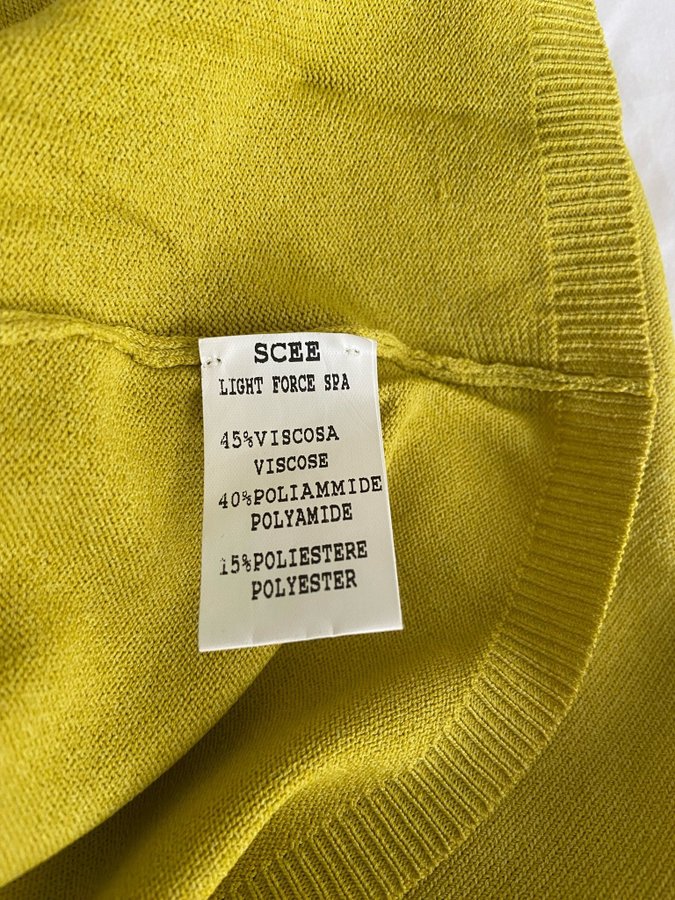 SCEE
LIGHT FORCE SPA
45%VISCOSA
VISCOSE
40%POLIAMMIDE
POLYAMIDE
15%POLIESTERE
POLYESTER